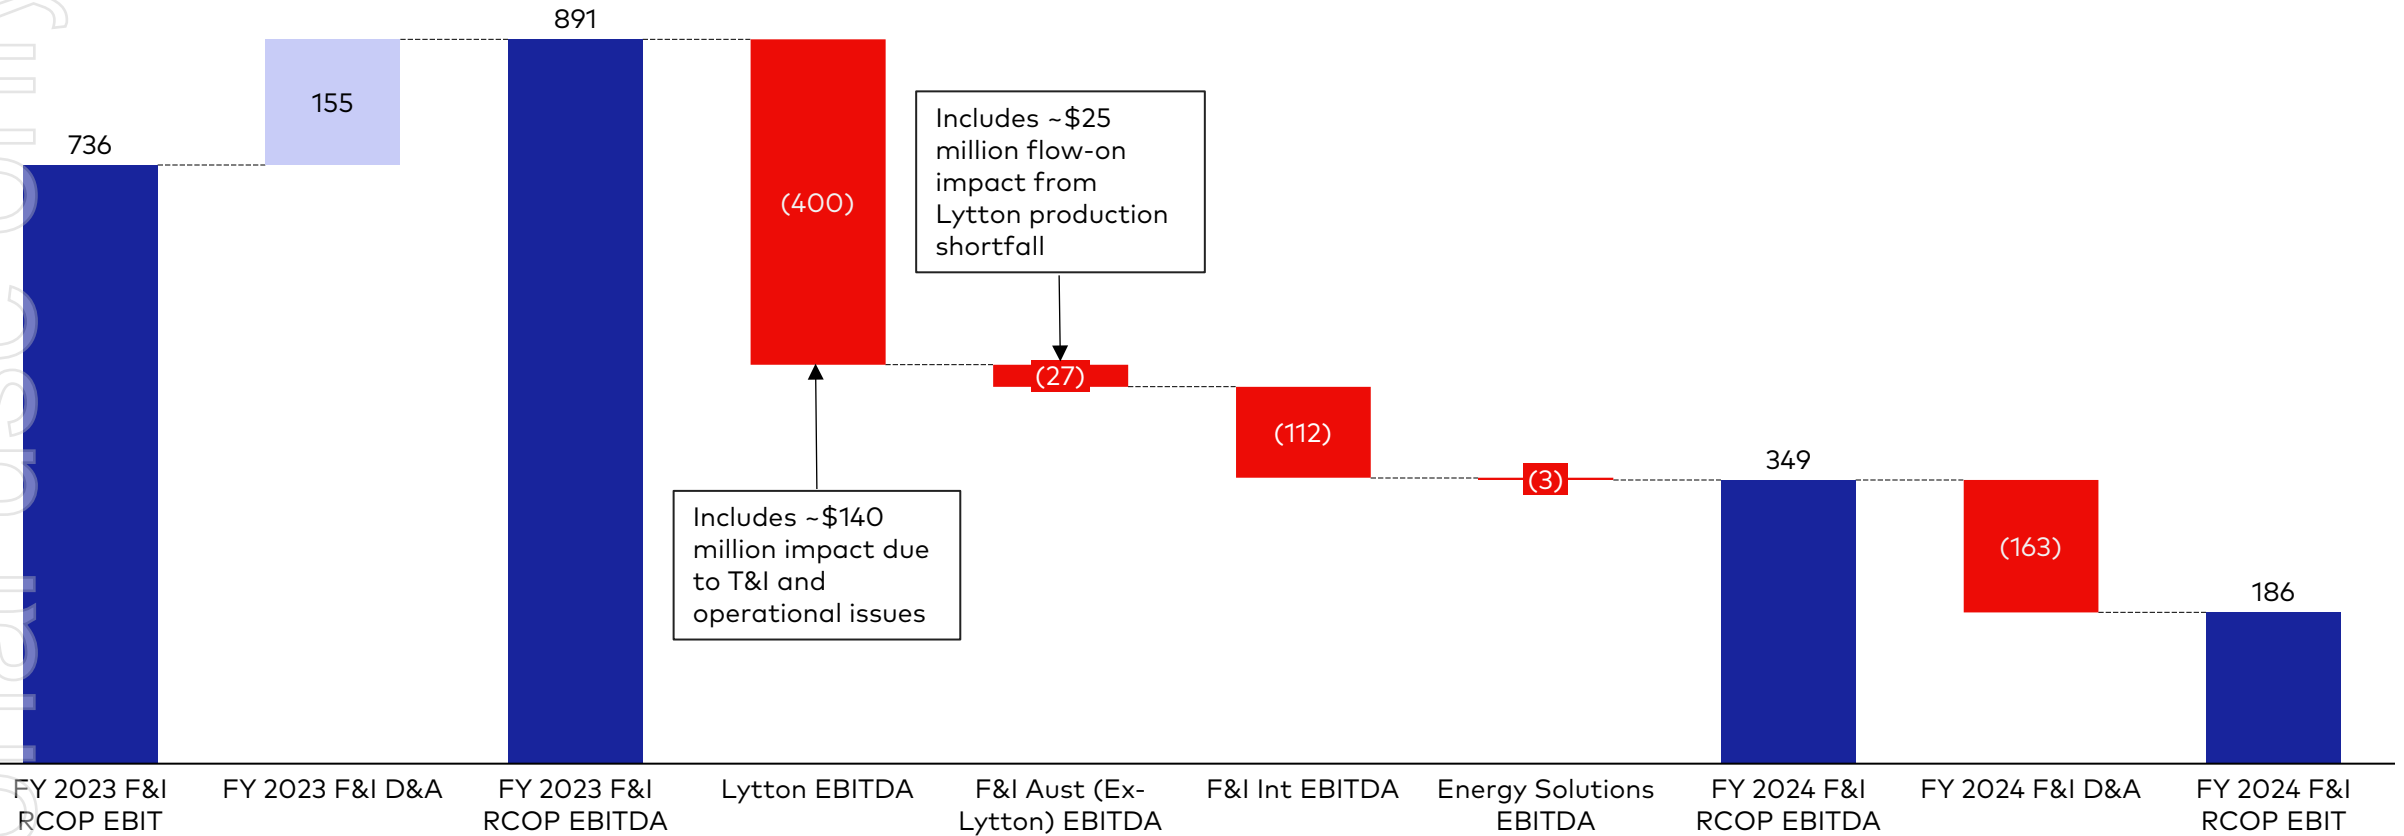 891
155
736
(400)
Includes ~$25
million flow-on
impact from
Lytton production
shortfall
(27)
(112)
(3)
349
(163)
186
Includes ~$140
million impact due
to T&I and
operational issues
FY 2023 F&I
RCOP EBIT
FY 2023 F&I D&A
FY 2023 F&I
RCOP EBITDA
Lytton EBITDA
F&I Aust (Ex-
Lytton) EBITDA
F&I Int EBITDA
Energy Solutions
EBITDA
FY 2024 F&I
RCOP EBITDA
FY 2024 F&I D&A
FY 2024 F&I
RCOP EBIT